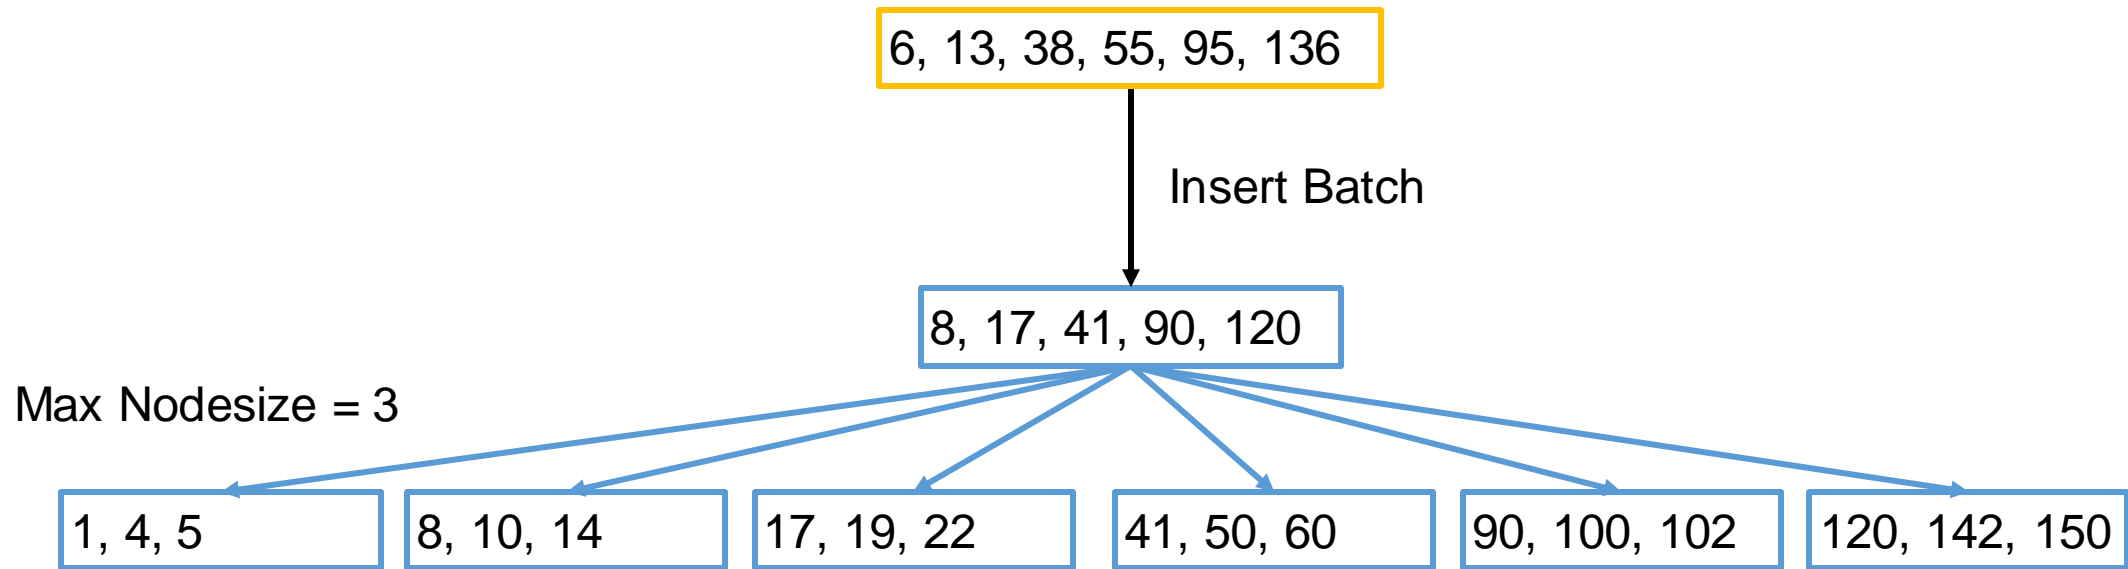 6, 13, 38, 55, 95, 136
Insert Batch
8, 17, 41, 90, 120
Max Nodesize = 3
1, 4, 5
8, 10, 14
17, 19, 22
41, 50, 60
90, 100, 102
120, 142, 150